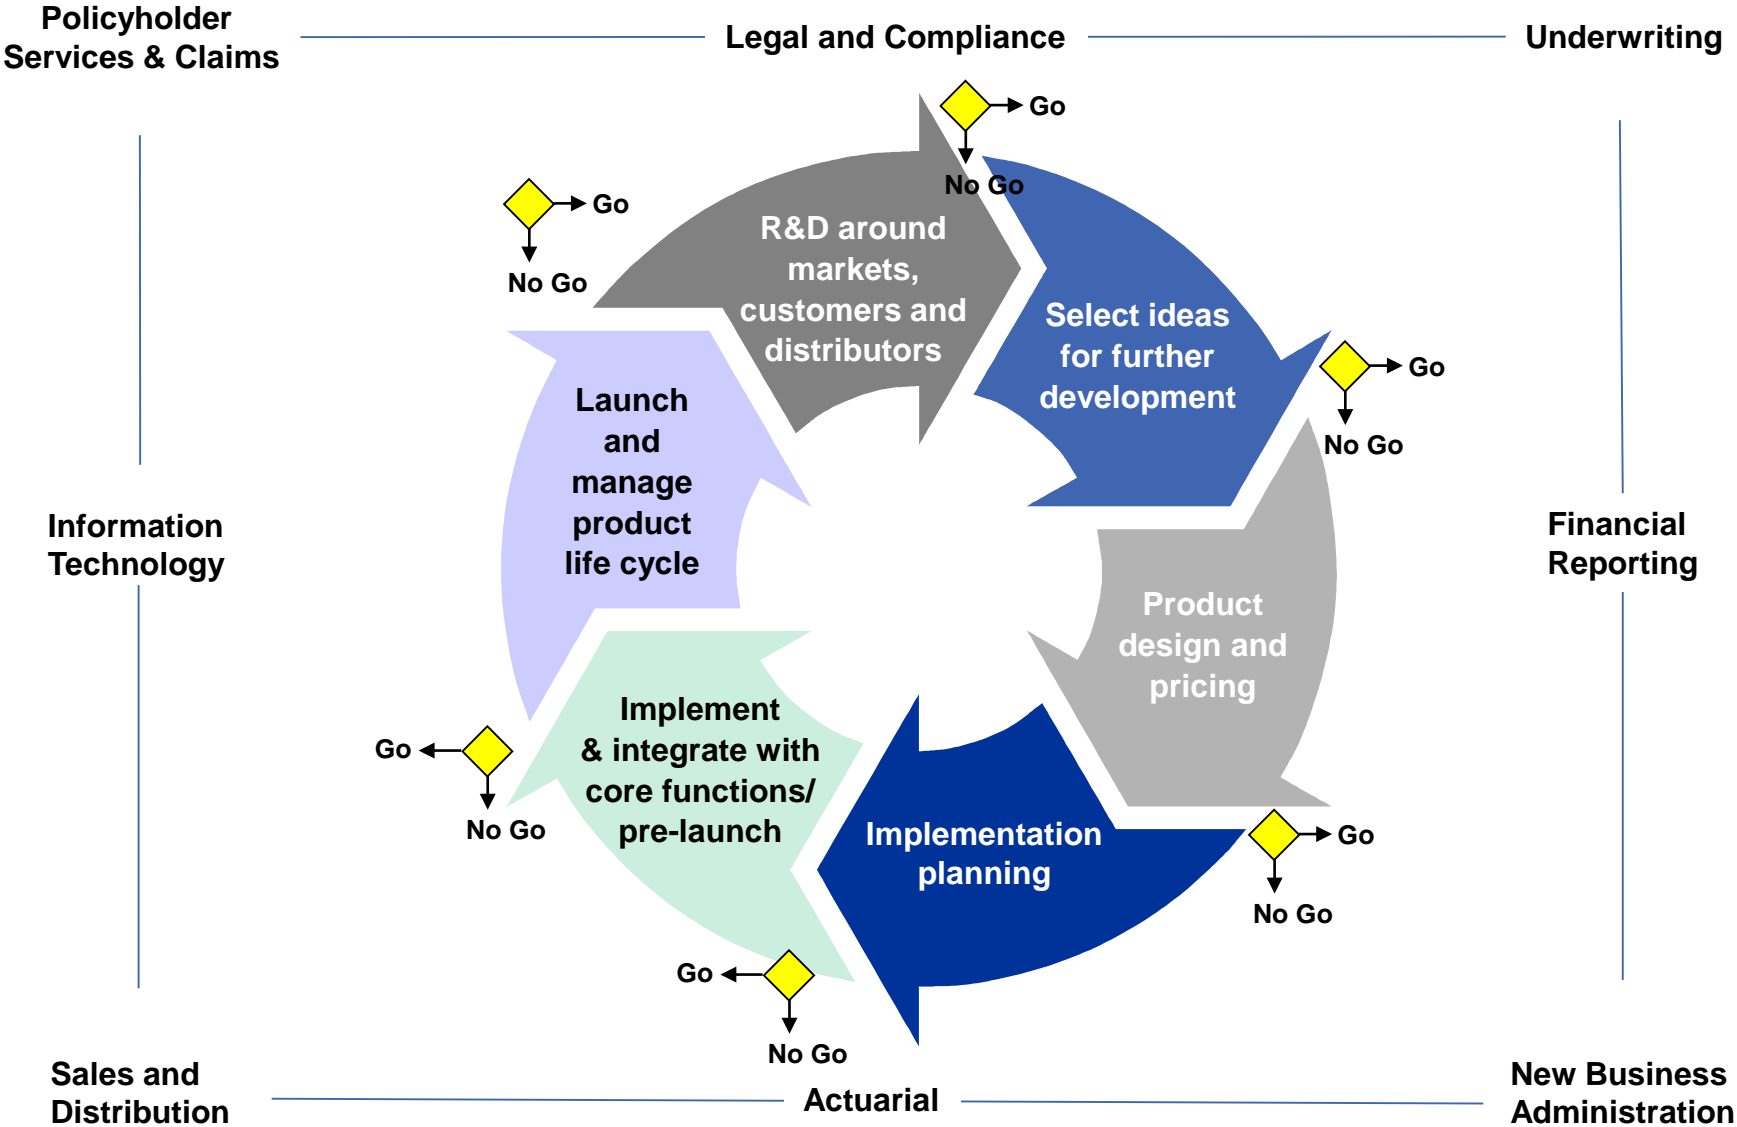 Policyholder
Services & Claims
Legal and Compliance
Underwriting
Go
No Go
Go
No Go
R&D around
markets,
customers and
distributors
Select ideas
for further
development
Go
No Go
Launch
and
manage
product
life cycle
Information
Technology
Financial
Reporting
Product
design and
pricing
Implement
& integrate with
core functions/
pre-launch
Go
No Go
Implementation
planning
Go
No Go
Go
No Go
Sales and
Distribution
Actuarial
New Business
Administration